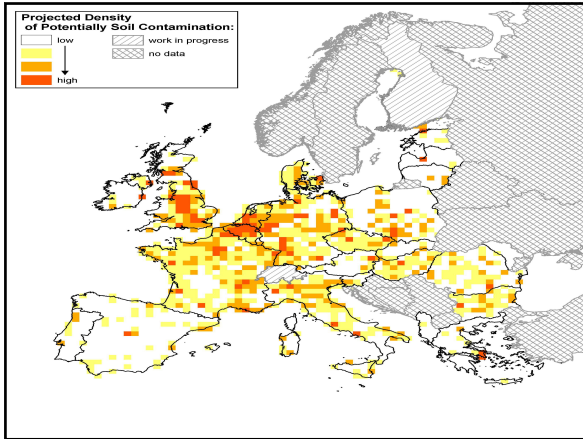 Projected Density
of Potentially Soil Contamination:
low
high
work in progress
no data